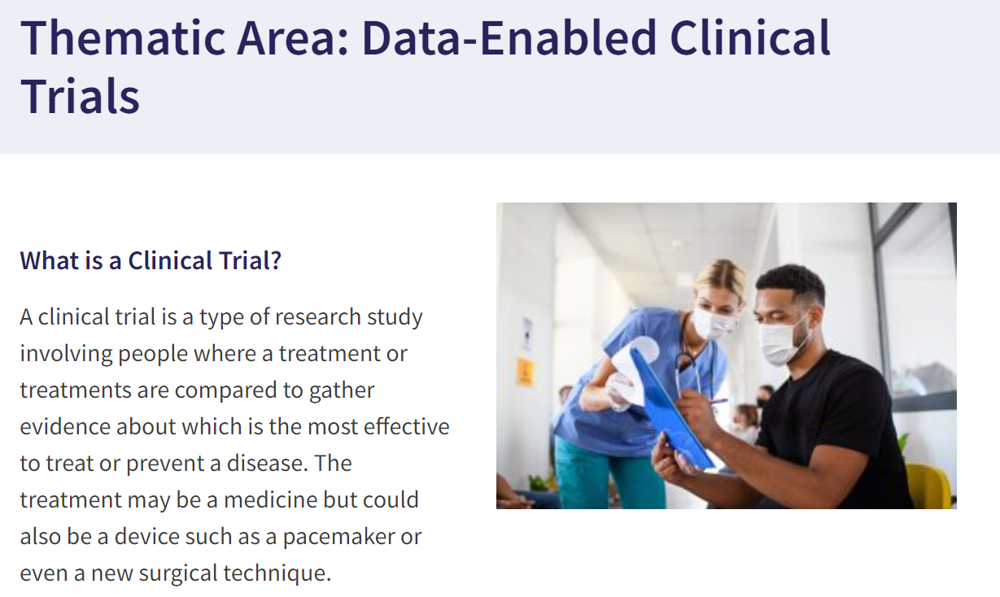 Thematic Area: Data-Enabled Clinical
Trials
What is a Clinical Trial?
A clinical trial is a type of research study
involving people where a treatment or
treatments are compared to gather
evidence about which is the most effective
to treat or prevent a disease. The
treatment may be a medicine but could
also be a device such as a pacemaker or
even a new surgical technique.